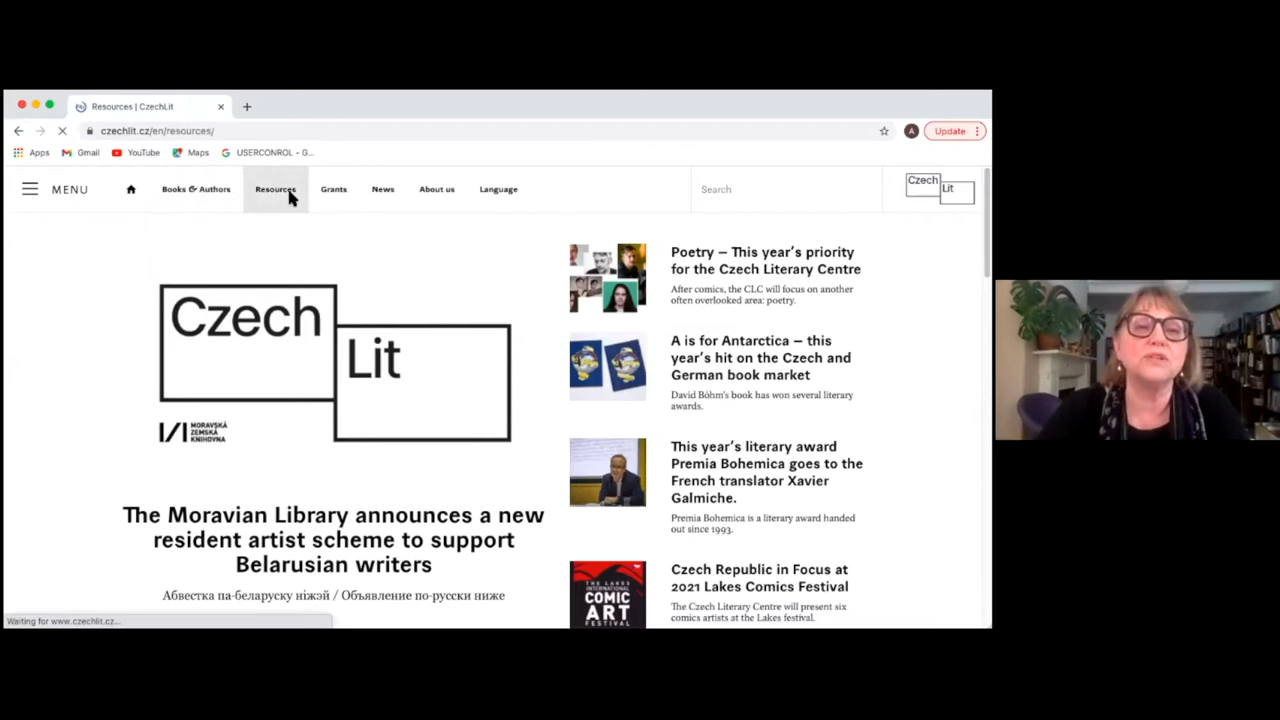 Resources | CzechLit
czechlit.cz/en/resources/
A
Update
Apps
Gmail
YouTube
Maps
USERCONROL - G...
MENU
Books & Authors
Resources
Grants
News
About us
Language
Search
Czech
Lit
Czech
Lit
MORAVSKÁ
ZEMSKÁ
KNIHOVNA
The Moravian Library announces a new
resident artist scheme to support
Belarusian writers
Абвестка па-беларуску ніжэй / Объявление по-русски ниже
Poetry – This year's priority
for the Czech Literary Centre
After comics, the CLC will focus on another
often overlooked area: poetry.
A is for Antarctica – this
year's hit on the Czech and
German book market
David Böhm's book has won several literary
awards.
This year's literary award
Premia Bohemica goes to the
French translator Xavier
Galmiche.
Premia Bohemica is a literary award handed
out since 1993.
THE LAKES
INTERNATIONAL
COMIC
ART
FESTIVAL
Czech Republic in Focus at
2021 Lakes Comics Festival
The Czech Literary Centre will present six
comics artists at the Lakes festival.
Waiting for www.czechlit.cz...